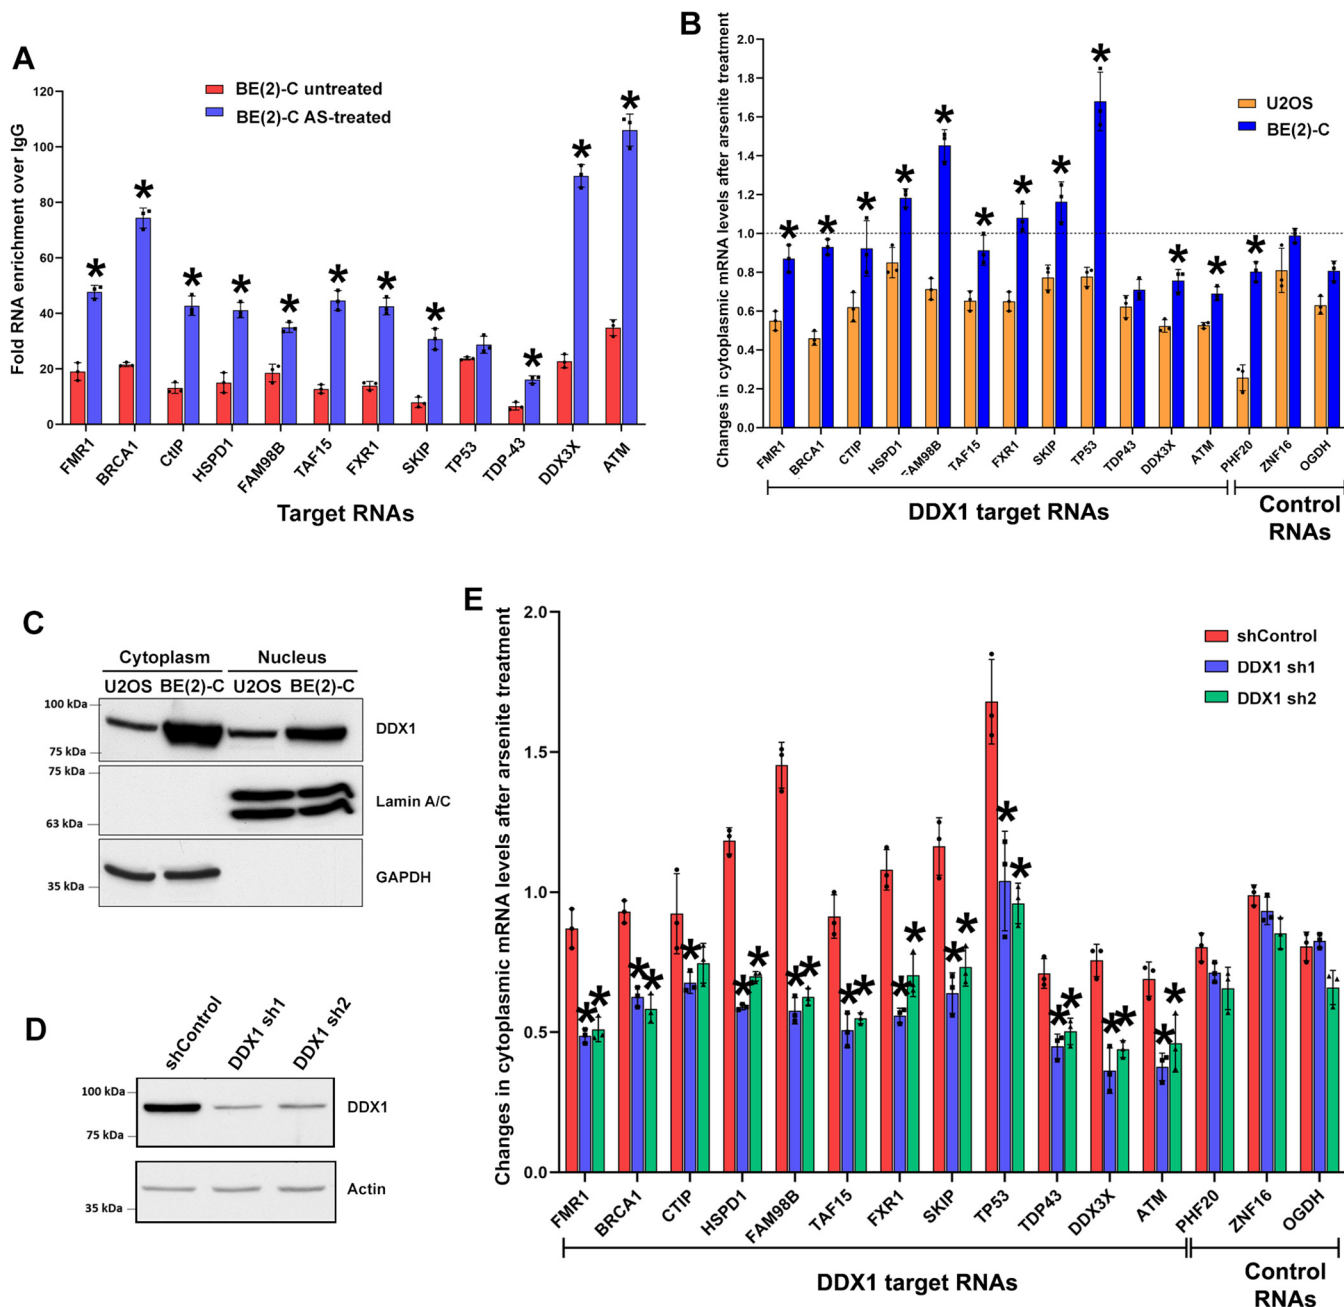 A
Fold RNA enrichment over IgG
120
100
80
60
40
20
0
BE(2)-C untreated
BE(2)-C AS-treated
* * * * * * * * * * *
FMR1 BRCA1 CtIP HSPD1 FAM98B TAF15 FXR1 SKIP TP53 TDP-43 DDX3X ATM
Target RNAs
B
Changes in cytoplasmic mRNA levels after arsenite treatment
2.0
1.8
1.6
1.4
1.2
1.0
0.8
0.6
0.4
0.2
0.0
U2OS
BE(2)-C
* * * * * * * * * * * *
FMR1 BRCA1 CTIP HSPD1 FAM98B TAF15 FXR1 SKIP TP53 TDP43 DDX3X ATM PHF20 ZNF16 OGDH
DDX1 target RNAs
Control
RNAs
C
Cytoplasm Nucleus
U2OS BE(2)-C U2OS BE(2)-C
100 kDa
75 kDa
DDX1
75 kDa
63 kDa
Lamin A/C
35 kDa
GAPDH
D
shControl DDX1 sh1 DDX1 sh2
100 kDa
75 kDa
DDX1
35 kDa
Actin
E
Changes in cytoplasmic mRNA levels after arsenite treatment
2.0
1.5
1.0
0.5
0.0
shControl
DDX1 sh1
DDX1 sh2
* * * * * * * * * * * * * * * * * * * * * * *
FMR1 BRCA1 CTIP HSPD1 FAM98B TAF15 FXR1 SKIP TP53 TDP43 DDX3X ATM PHF20 ZNF16 OGDH
DDX1 target RNAs
Control
RNAs